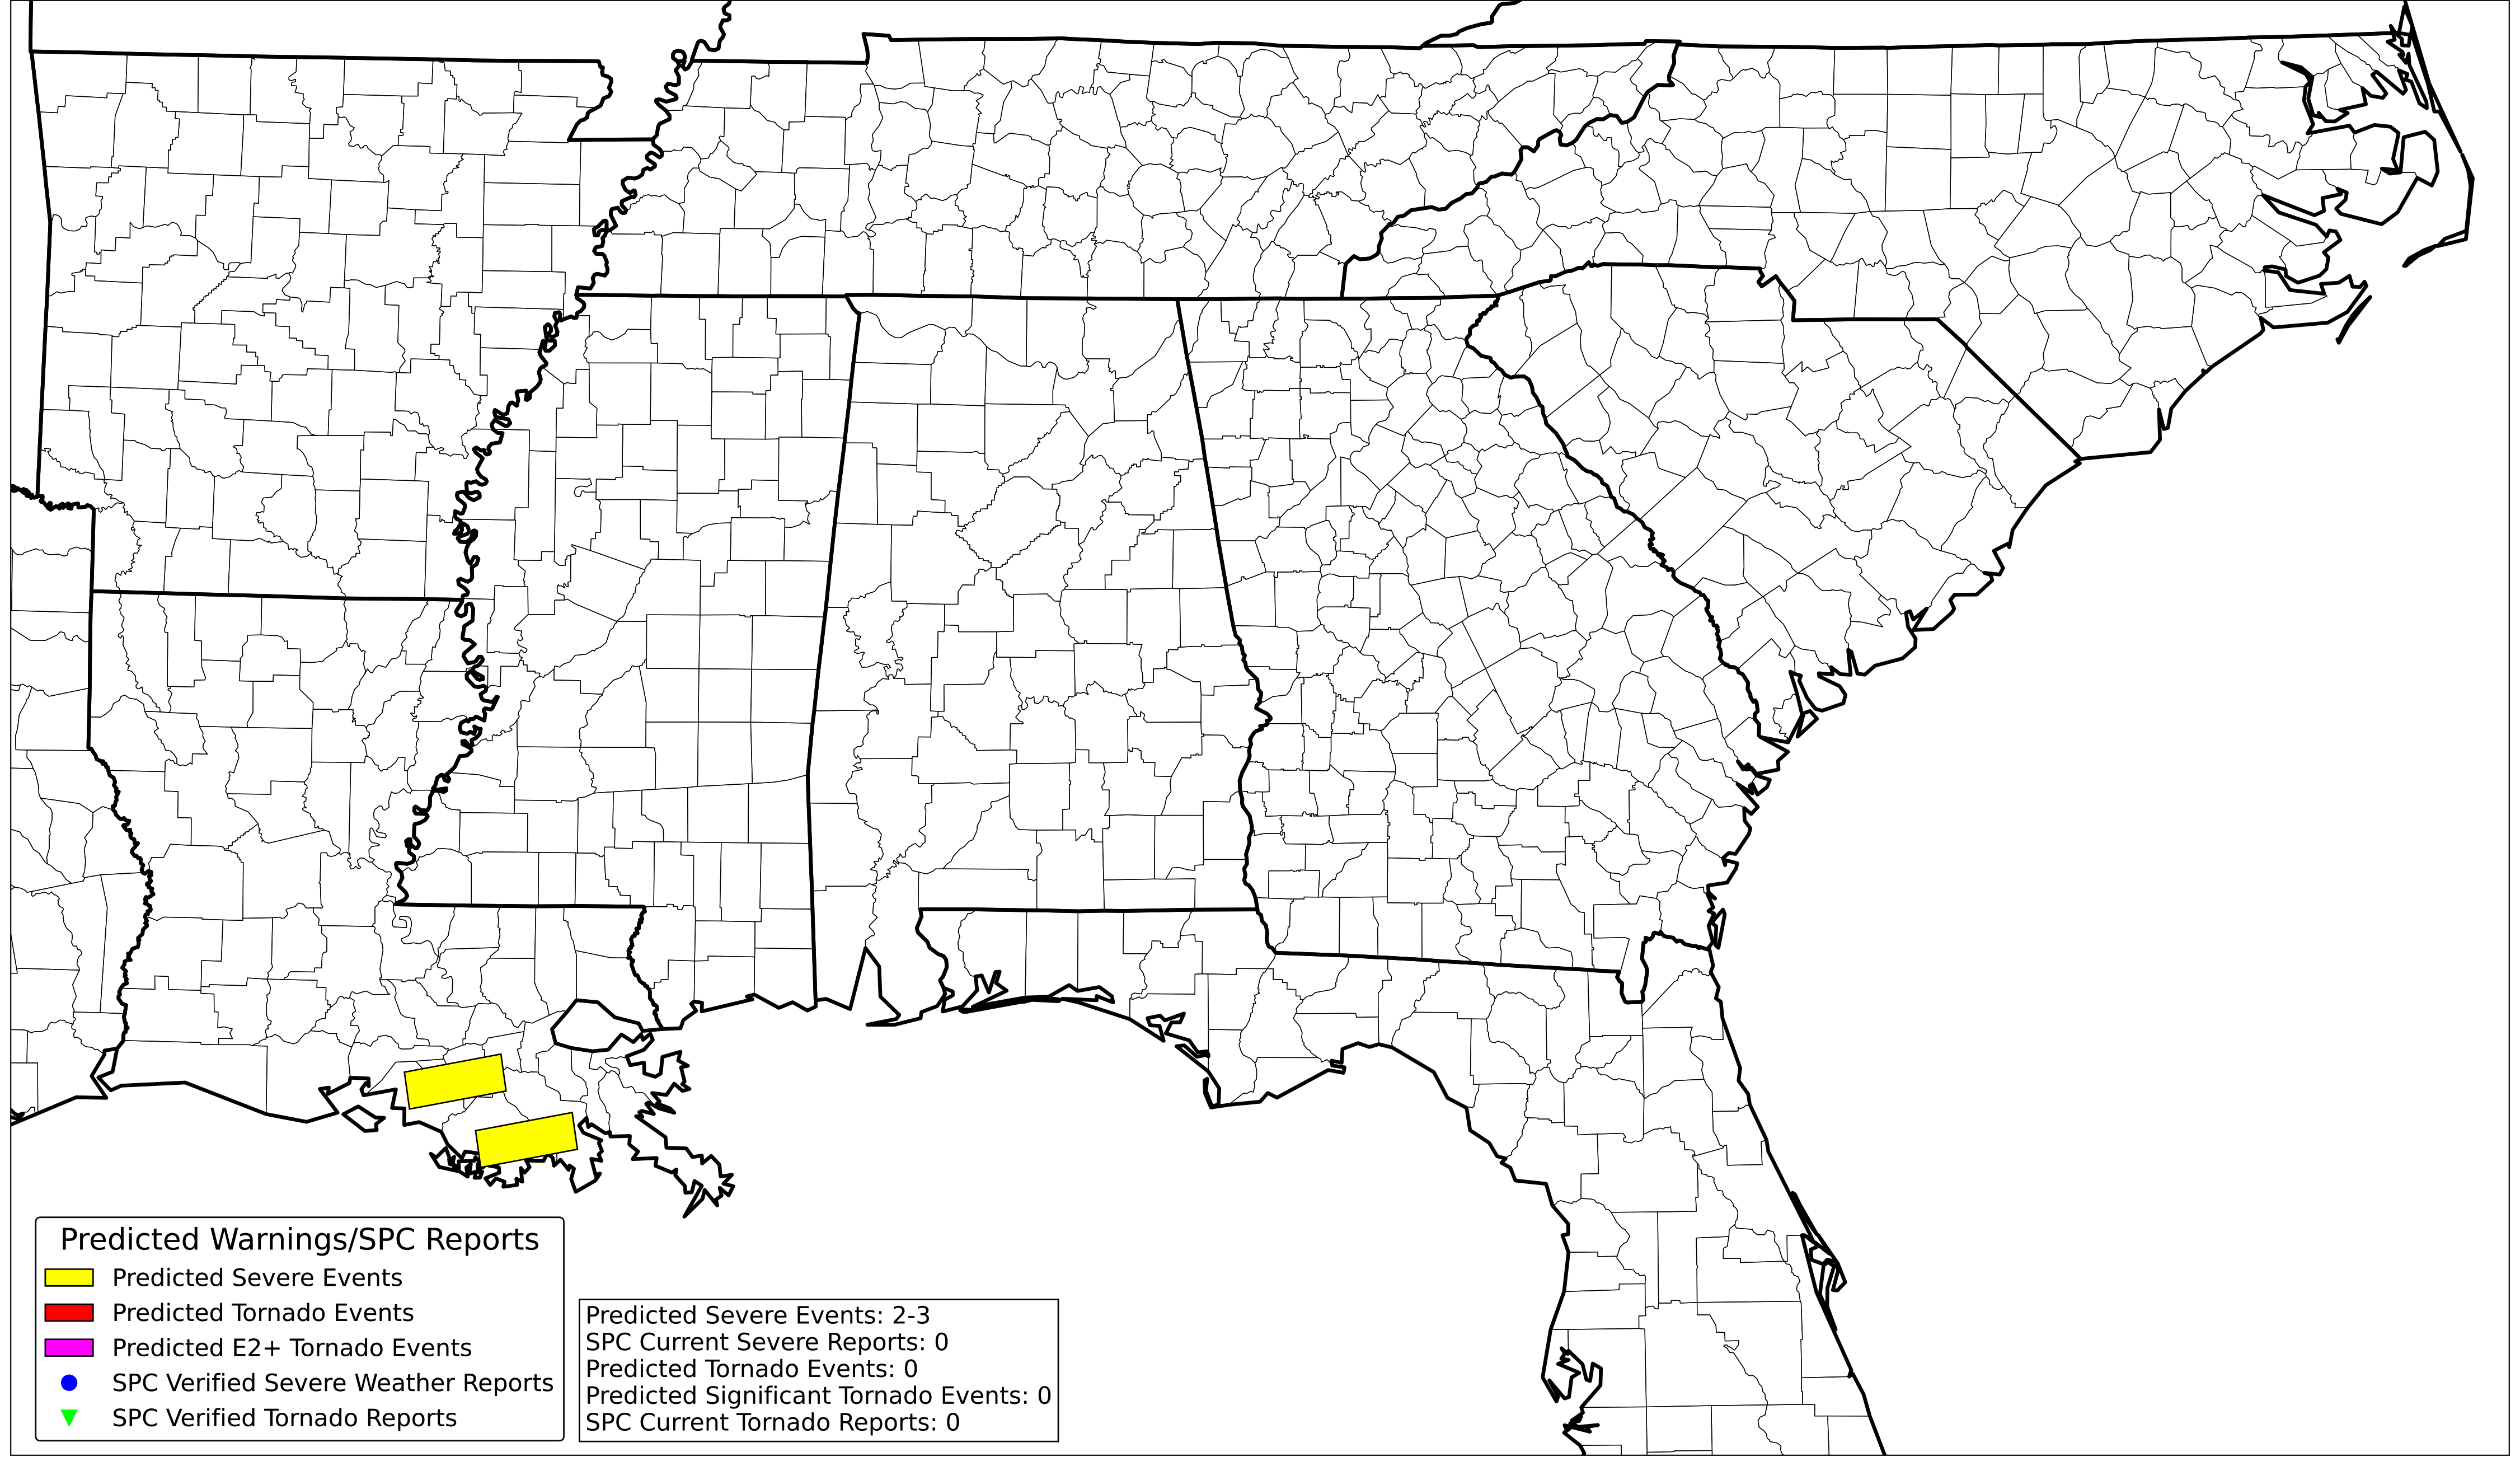 Predicted Warnings/SPC Reports
Predicted Severe Events
Predicted Tornado Events
Predicted E2+ Tornado Events
SPC Verified Severe Weather Reports
SPC Verified Tornado Reports
Predicted Severe Events: 2-3
SPC Current Severe Reports: 0
Predicted Tornado Events: 0
Predicted Significant Tornado Events: 0
SPC Current Tornado Reports: 0